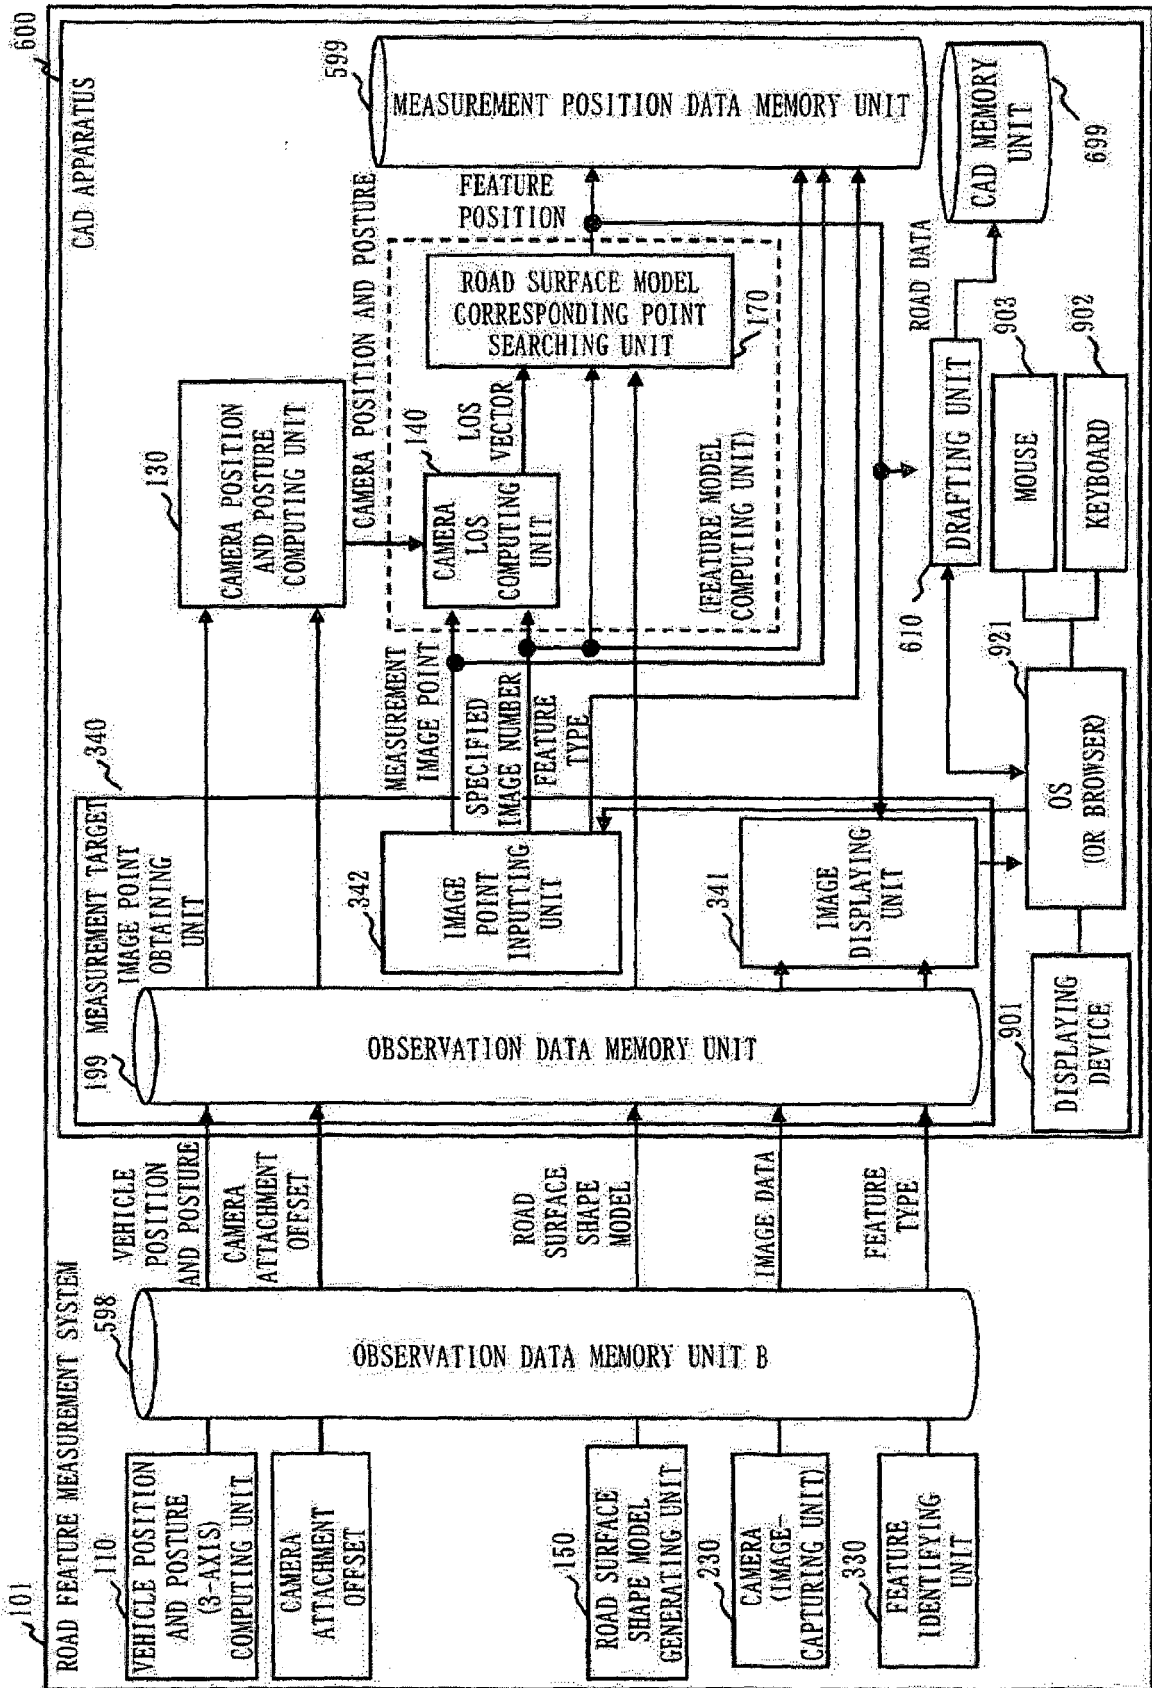 101
ROAD FEATURE MEASUREMENT SYSTEM
110
VEHICLE POSITION
AND POSTURE
(3-AXIS)
COMPUTING UNIT
CAMERA
ATTACHMENT
OFFSET
150
ROAD SURFACE
SHAPE MODEL
GENERATING UNIT
230
CAMERA
(IMAGE-
CAPTURING UNIT)
330
FEATURE
IDENTIFYING
UNIT
598
OBSERVATION DATA MEMORY UNIT B
VEHICLE
POSITION
AND POSTURE
CAMERA
ATTACHMENT
OFFSET
ROAD
SURFACE
SHAPE
MODEL
IMAGE DATA
FEATURE
TYPE
600
CAD APPARATUS
340
199
MEASUREMENT TARGET
IMAGE POINT
OBTAINING
UNIT
OBSERVATION DATA MEMORY UNIT
342
IMAGE
POINT
INPUTTING
UNIT
341
IMAGE
DISPLAYING
UNIT
901
DISPLAYING
DEVICE
130
CAMERA POSITION
AND POSTURE
COMPUTING UNIT
CAMERA POSITION AND POSTURE
MEASUREMENT
IMAGE POINT
SPECIFIED
IMAGE NUMBER
FEATURE
TYPE
140
CAMERA
LOS
COMPUTING
UNIT
LOS
VECTOR
ROAD SURFACE MODEL
CORRESPONDING POINT
SEARCHING UNIT
170
(FEATURE MODEL
COMPUTING UNIT)
FEATURE
POSITION
599
MEASUREMENT POSITION DATA MEMORY UNIT
921
OS
(OR BROWSER)
610
DRAFTING UNIT
903
MOUSE
902
KEYBOARD
ROAD DATA
CAD MEMORY
UNIT
699